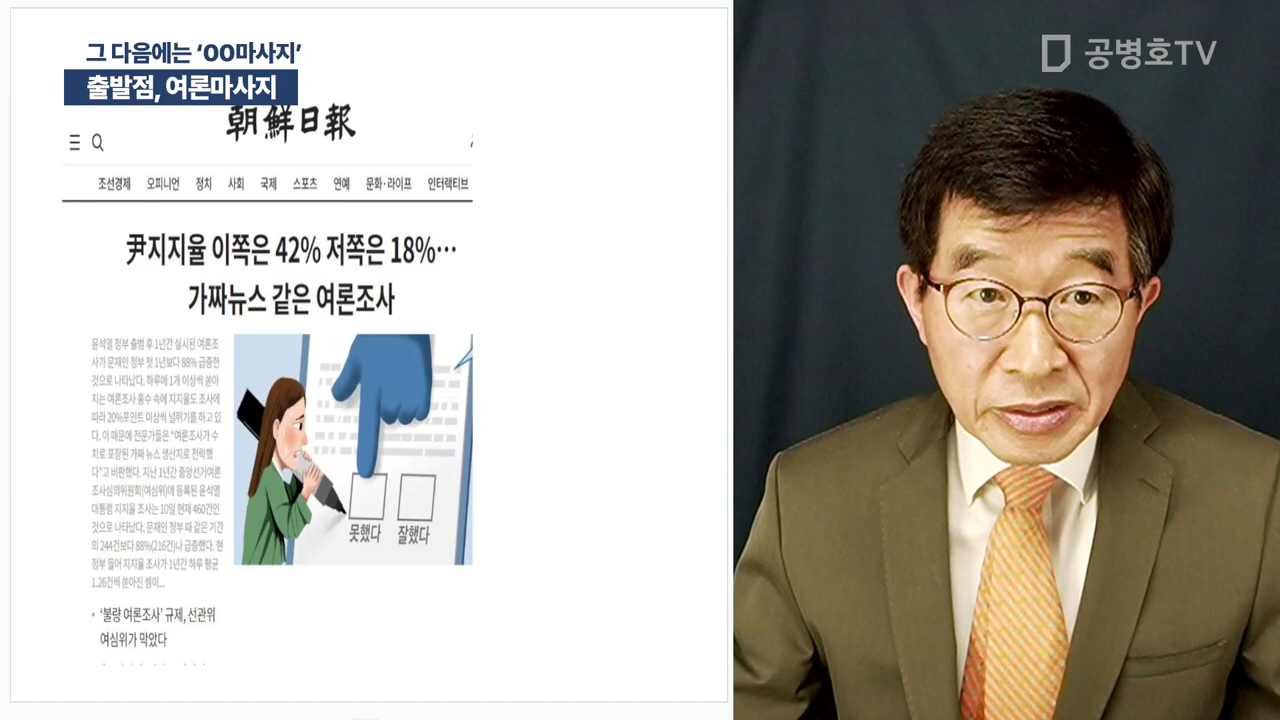 그 다음에는 ‘OO마사지’
출발점, 여론마사지
공병호TV
朝鮮日報
조선경제 오피니언 정치 사회 국제 스포츠 연예 문화·라이프 인터랙티브
尹지지율 이쪽은 42% 저쪽은 18%…
가짜뉴스 같은 여론조사
윤석열 정부 출범 후 1년간 실시된 여론조
사가 문재인 정부 첫 1년보다 88% 급증한
것으로 나타났다. 하루에 1개 이상씩 쏟아
지는 여론조사 홍수 속에 지지율도 조사에
따라 20%포인트 이상씩 널뛰기를 하고 있
다. 이 때문에 전문가들은 “여론조사가 수
치로 포장된 가짜 뉴스 생산지로 전락했
다”고 비판했다. 지난 1년간 중앙선거여론
조사심의위원회(여심위)에 등록된 윤석열
대통령 지지율 조사는 10일 현재 460건인
것으로 나타났다. 문재인 정부 때 같은 기간
의 244건보다 88%(216건)나 급증했다. 현
정부 들어 지지율 조사가 1년간 하루 평균
1.26건씩 쏟아진 셈이...
못했다 잘했다
· ‘불량 여론조사’ 규제, 선관위
여심위가 막았다